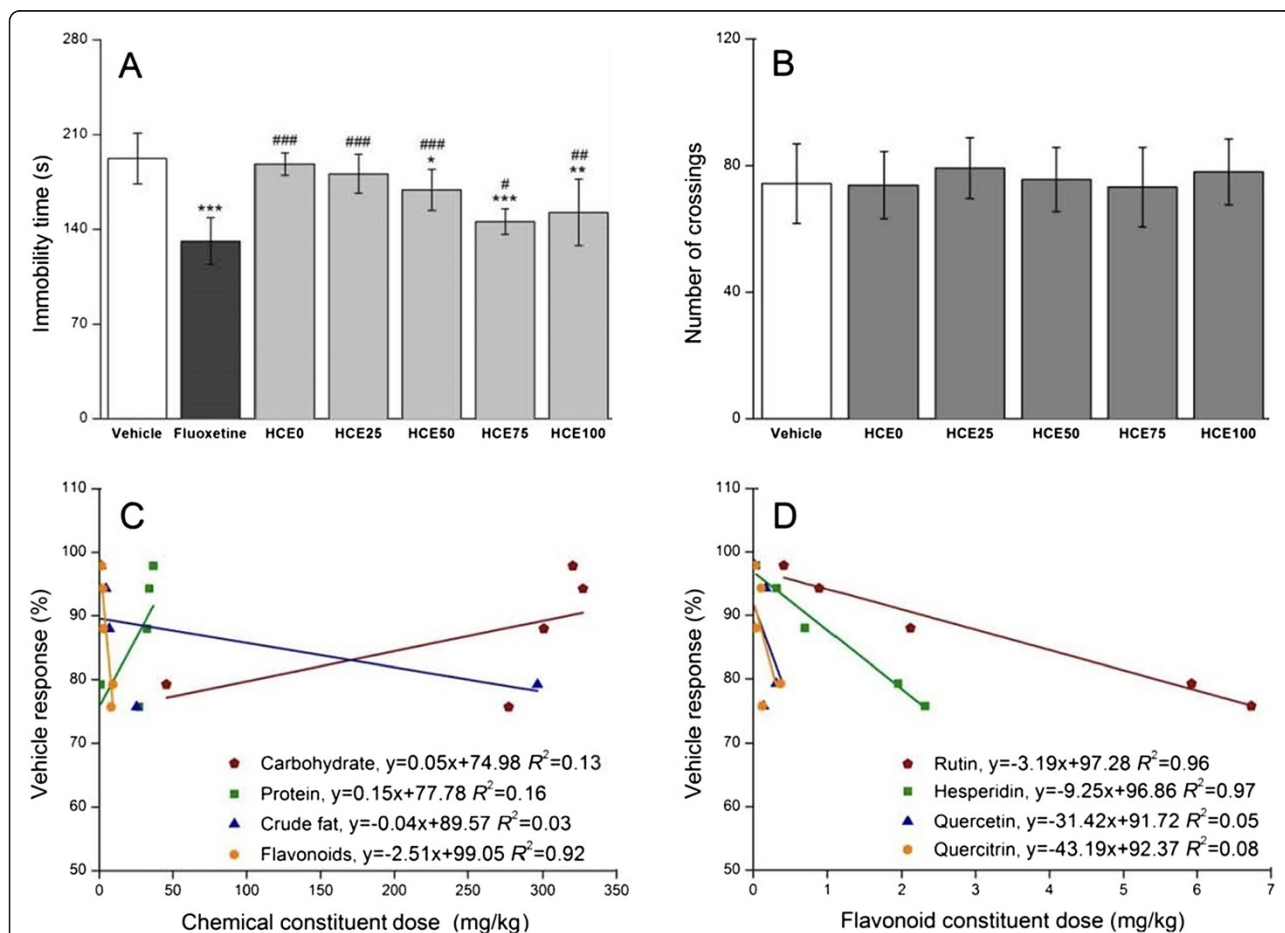 A
Immobility time (s)
280
210
140
70
0
***
###
###
###
*
#
***
##
**
Vehicle Fluoxetine HCE0 HCE25 HCE50 HCE75 HCE100
B
Number of crossings
120
80
40
0
Vehicle HCE0 HCE25 HCE50 HCE75 HCE100
C
Vehicle response (%)
110
100
90
80
70
60
50
Carbohydrate, y=0.05x+74.98 R²=0.13
Protein, y=0.15x+77.78 R²=0.16
Crude fat, y=-0.04x+89.57 R²=0.03
Flavonoids, y=-2.51x+99.05 R²=0.92
0 50 100 150 200 250 300 350
Chemical constituent dose (mg/kg)
D
Vehicle response (%)
110
100
90
80
70
60
50
Rutin, y=-3.19x+97.28 R²=0.96
Hesperidin, y=-9.25x+96.86 R²=0.97
Quercetin, y=-31.42+91.72 R²=0.05
Quercitrin, y=-43.19+92.37 R²=0.08
0 1 2 3 4 5 6 7
Flavonoid constituent dose (mg/kg)